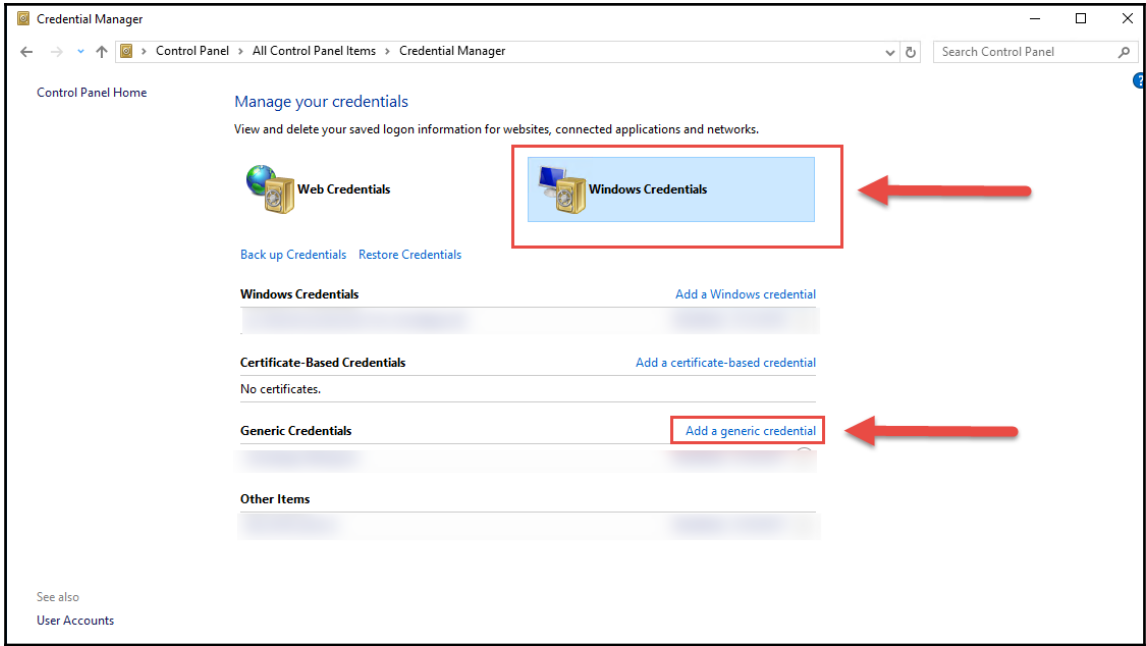 Credential Manager
Control Panel > All Control Panel Items > Credential Manager
Search Control Panel
?
Control Panel Home
Manage your credentials
View and delete your saved logon information for websites, connected applications and networks.
Web Credentials
Windows Credentials
Back up Credentials Restore Credentials
Windows Credentials Add a Windows credential
Certificate-Based Credentials Add a certificate-based credential
No certificates.
Generic Credentials Add a generic credential
Other Items
See also
User Accounts